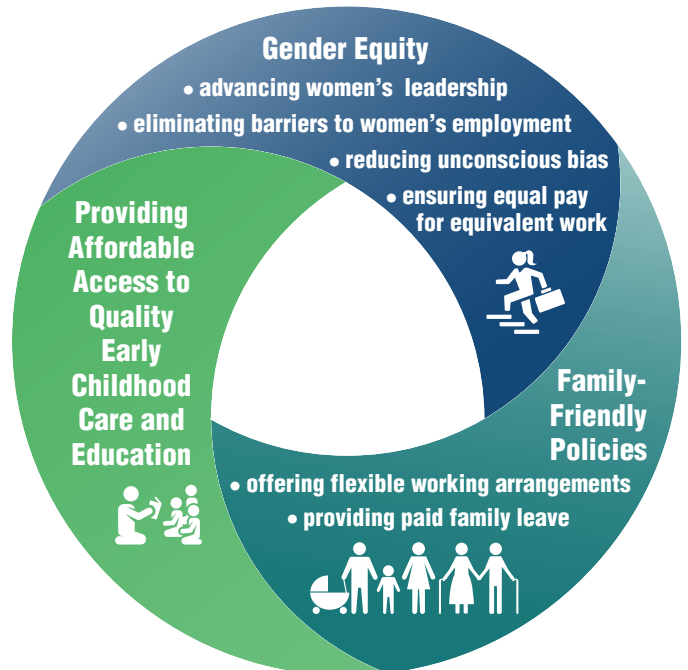 Gender Equity
• advancing women's leadership
• eliminating barriers to women's employment
• reducing unconscious bias
• ensuring equal pay
for equivalent work
Providing
Affordable
Access to
Quality
Early
Childhood
Care and
Education
Family-
Friendly
Policies
• offering flexible working arrangements
• providing paid family leave